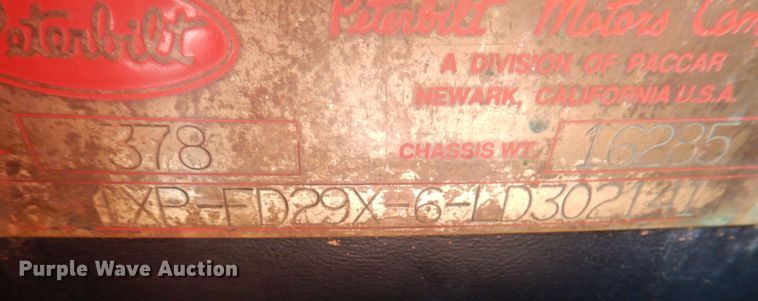 Peterbilt
Peterbilt Motors Com
A DIVISION OF PACCAR
NEWARK, CALIFORNIA U.S.A.
378 CHASSIS WT. 16285
1XP-FD29X-6-LD302141
Purple Wave Auction